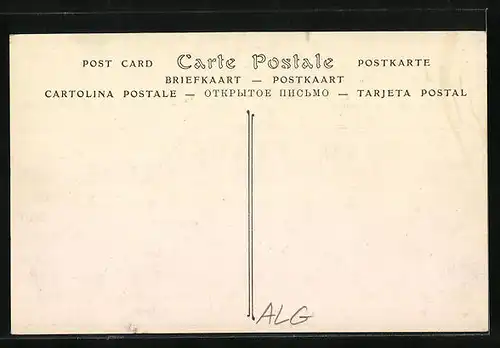 POST CARD Carte Postale POSTKARTE
BRIEFKAART — POSTKAART
CARTOLINA POSTALE — ОТКРЫТОЕ ПИСЬМО — TARJETA POSTAL
ALG